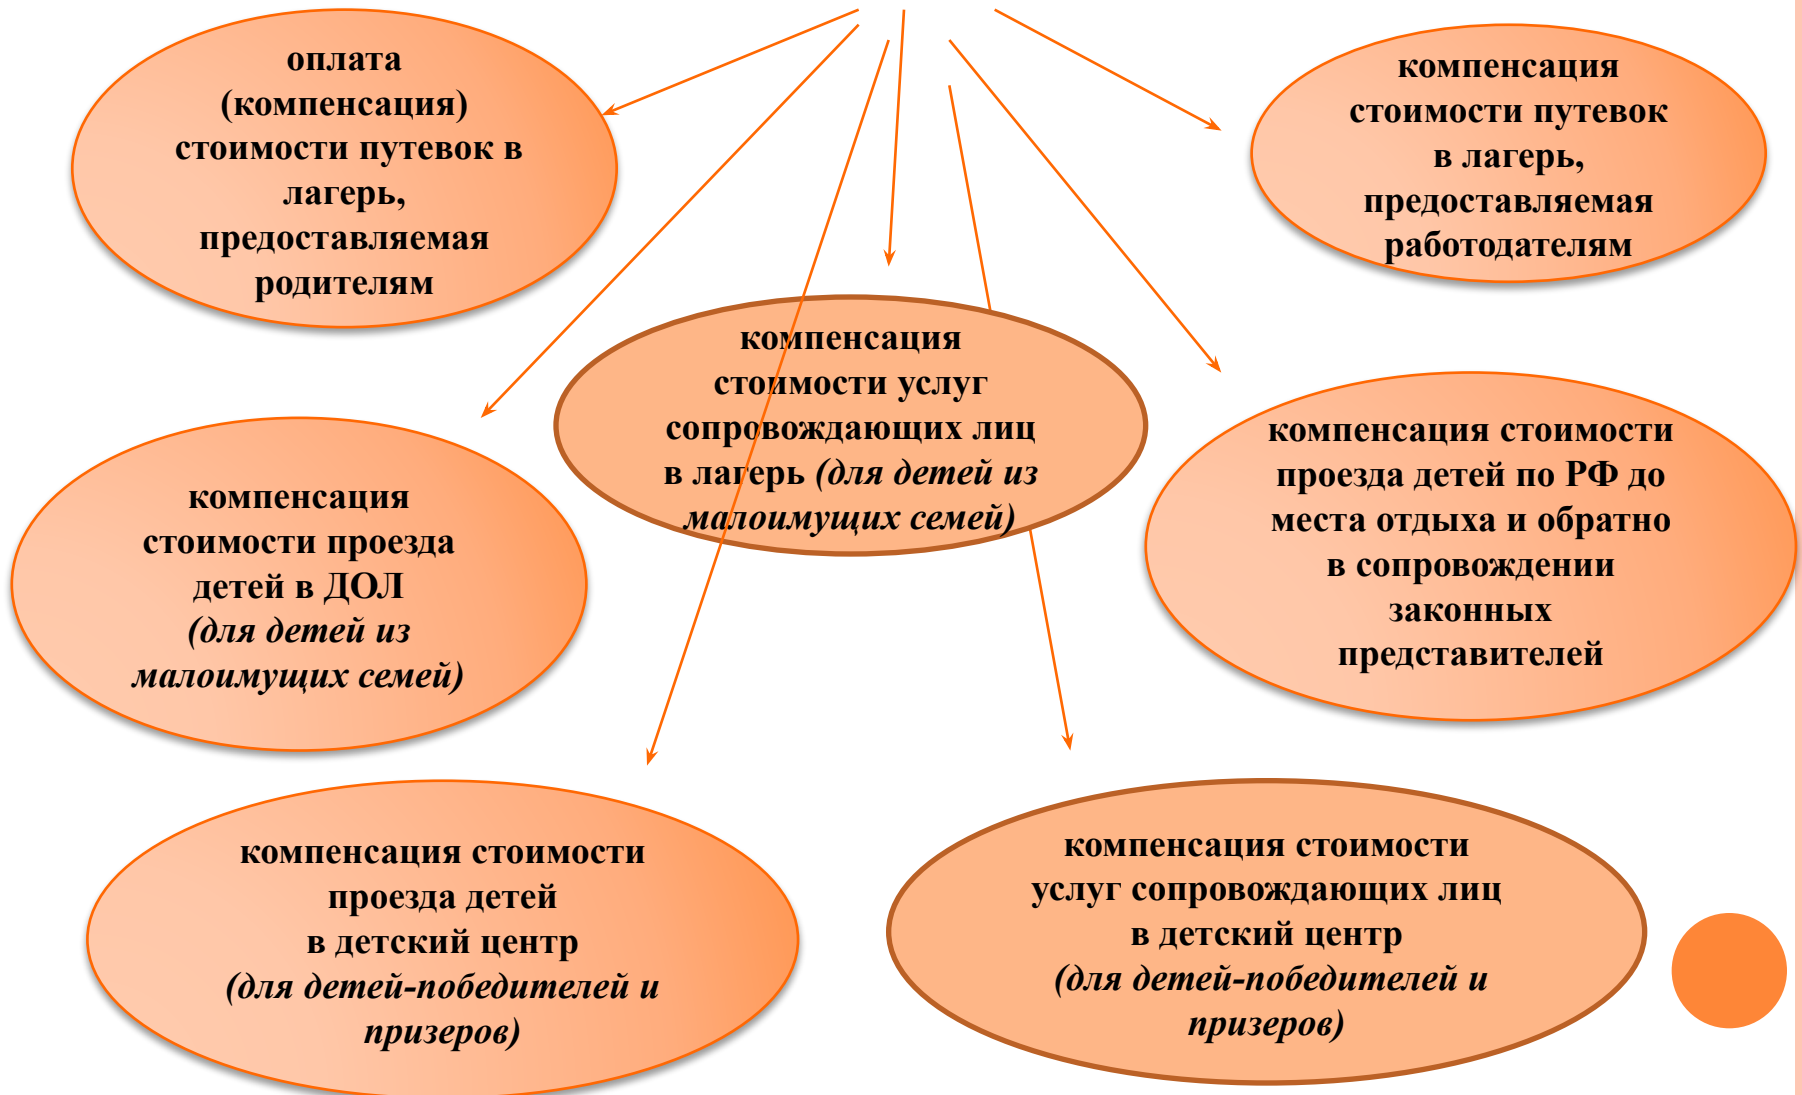 оплата
(компенсация)
стоимости путевок в
лагерь,
предоставляемая
родителям
компенсация
стоимости путевок
в лагерь,
предоставляемая
работодателям
компенсация
стоимости услуг
сопровождающих лиц
в лагерь (для детей из
малоимущих семей)
компенсация
стоимости проезда
детей в ДОЛ
(для детей из
малоимущих семей)
компенсация стоимости
проезда детей по РФ до
места отдыха и обратно
в сопровождении
законных
представителей
компенсация стоимости
проезда детей
в детский центр
(для детей-победителей и
призеров)
компенсация стоимости
услуг сопровождающих лиц
в детский центр
(для детей-победителей и
призеров)